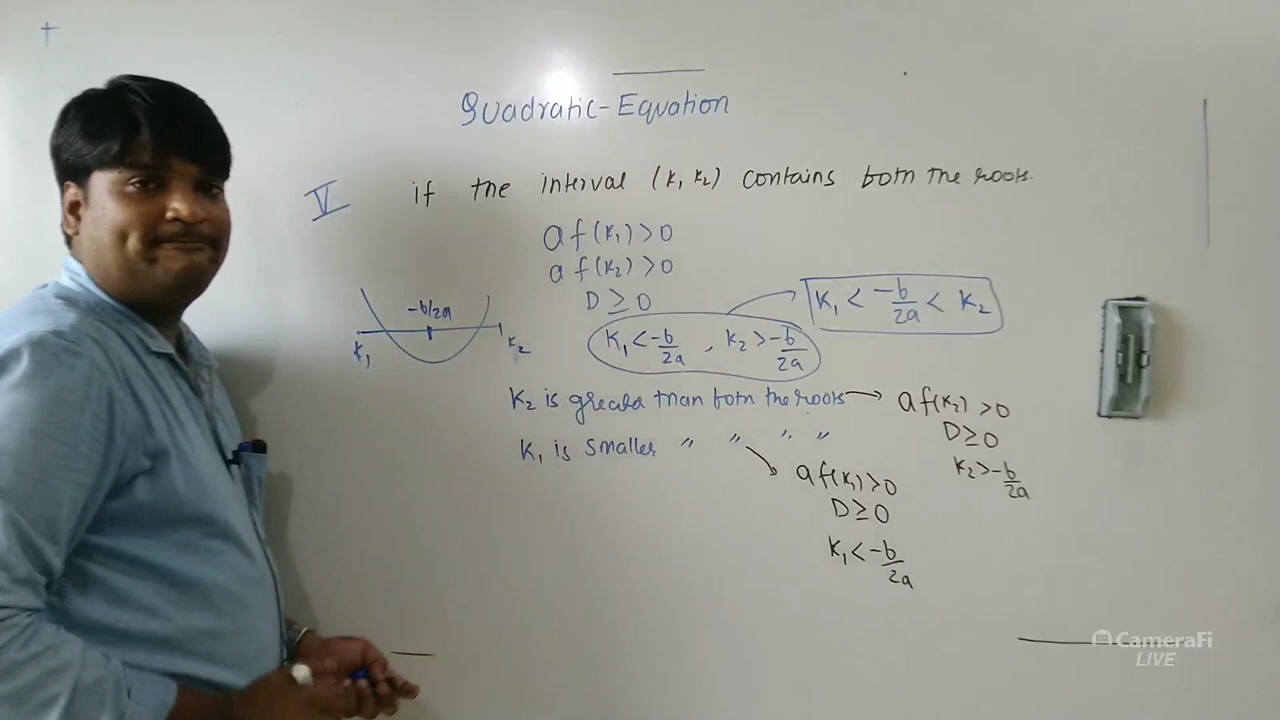 Quadratic-Equation
V if the interval (K, K2) contains both the roots.
a f(K1) > 0
a f(K2) > 0
D ≥ 0
K1 < -b/2a , K2 > -b/2a
K1 < -b/2a < K2
-b/2a
K1
K2
K2 is greater than both the roots → a f(K2) > 0
D ≥ 0
K2 > -b/2a
K1 is smaller " " " "
a f(K1) > 0
D ≥ 0
K1 < -b/2a
CameraFi
LIVE